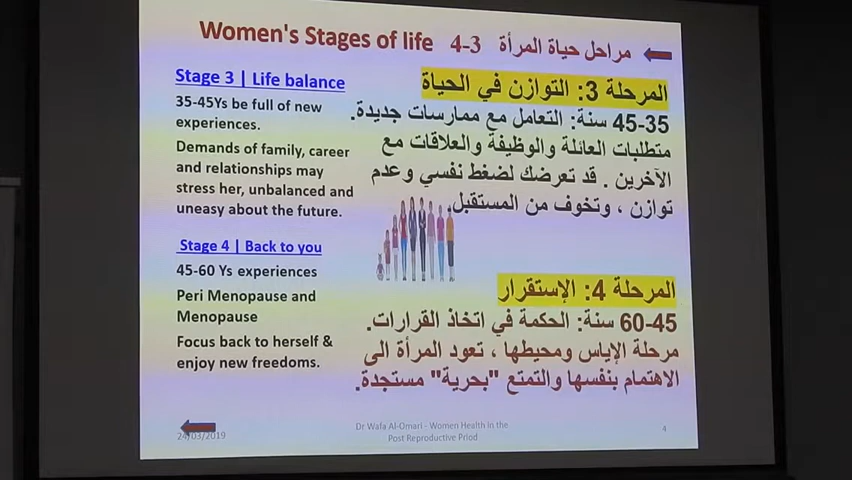 Women's Stages of life 4-3 مراحل حياة المرأة
Stage 3 | Life balance
35-45Ys be full of new
experiences.
Demands of family, career
and relationships may
stress her, unbalanced and
uneasy about the future.
Stage 4 | Back to you
45-60 Ys experiences
Peri Menopause and
Menopause
Focus back to herself &
enjoy new freedoms.
المرحلة 3: التوازن في الحياة
45-35 سنة: التعامل مع ممارسات جديدة.
متطلبات العائلة والوظيفة والعلاقات مع
الآخرين . قد تعرضك لضغط نفسي وعدم
توازن ، وتخوف من المستقبل.
المرحلة 4: الإستقرار
60-45 سنة: الحكمة في اتخاذ القرارات.
مرحلة الإياس ومحيطها ، تعود المرأة الى
الاهتمام بنفسها والتمتع "بحرية" مستجدة.
24/03/2019
Dr Wafa Al-Omari - Women Health in the
Post Reproductive Priod
4